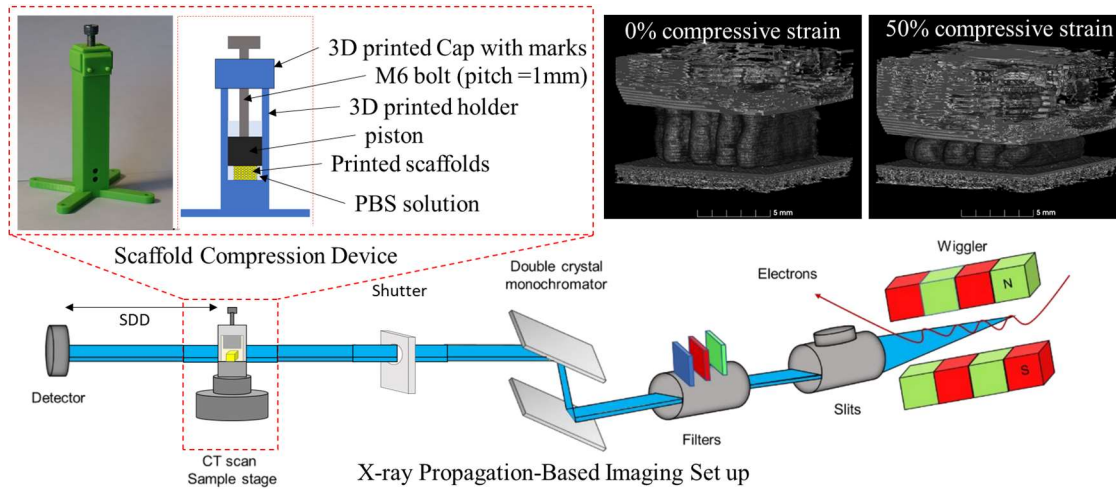 3D printed Cap with marks
M6 bolt (pitch =1mm)
3D printed holder
piston
Printed scaffolds
PBS solution
Scaffold Compression Device
0% compressive strain
5 mm
50% compressive strain
5 mm
Wiggler
Electrons
N
S
Double crystal
monochromator
Shutter
SDD
Detector
CT scan
Sample stage
Filters
Slits
X-ray Propagation-Based Imaging Set up